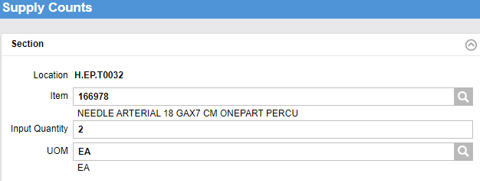 Supply Counts
Section
Location H.EP.T0032
Item 166978
NEEDLE ARTERIAL 18 GAX7 CM ONEPART PERCU
Input Quantity 2
UOM EA
EA